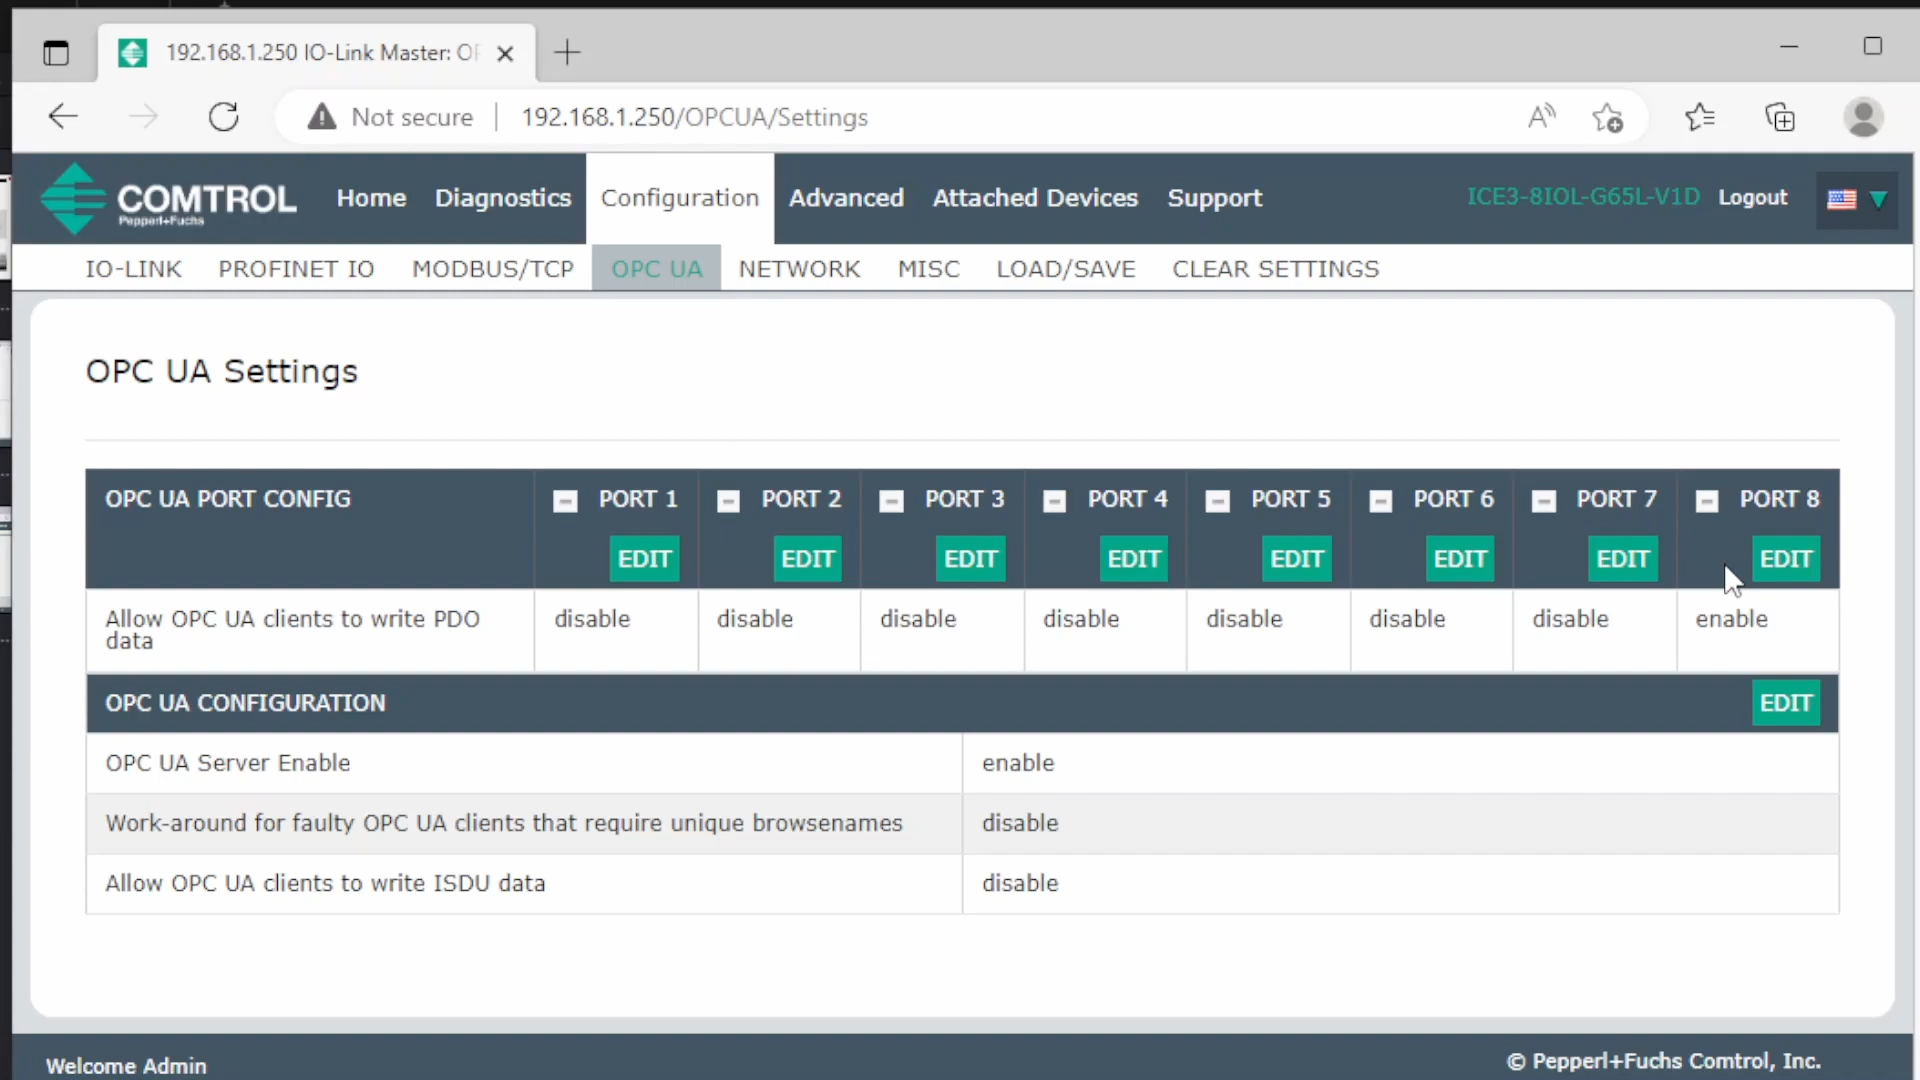 192.168.1.250 IO-Link Master: OP
Not secure 192.168.1.250/OPCUA/Settings
COMTROL
Pepperl+Fuchs
Home Diagnostics Configuration Advanced Attached Devices Support ICE3-8IOL-G65L-V1D Logout
IO-LINK PROFINET IO MODBUS/TCP OPC UA NETWORK MISC LOAD/SAVE CLEAR SETTINGS
OPC UA Settings
OPC UA PORT CONFIG PORT 1 PORT 2 PORT 3 PORT 4 PORT 5 PORT 6 PORT 7 PORT 8
EDIT EDIT EDIT EDIT EDIT EDIT EDIT EDIT
Allow OPC UA clients to write PDO
data
disable disable disable disable disable disable disable enable
OPC UA CONFIGURATION EDIT
OPC UA Server Enable enable
Work-around for faulty OPC UA clients that require unique browsenames disable
Allow OPC UA clients to write ISDU data disable
Welcome Admin © Pepperl+Fuchs Comtrol, Inc.